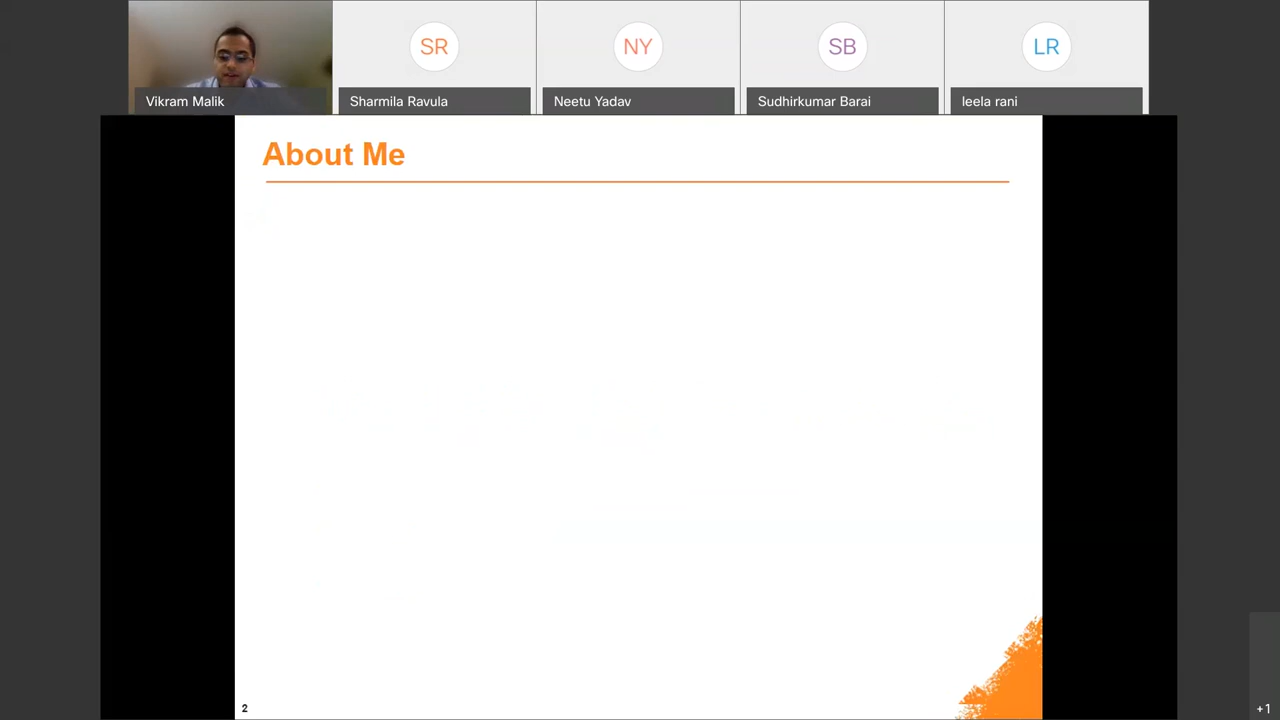 SR
NY
SB
LR
Vikram Malik
Sharmila Ravula
Neetu Yadav
Sudhirkumar Barai
leela rani
About Me
2
+1